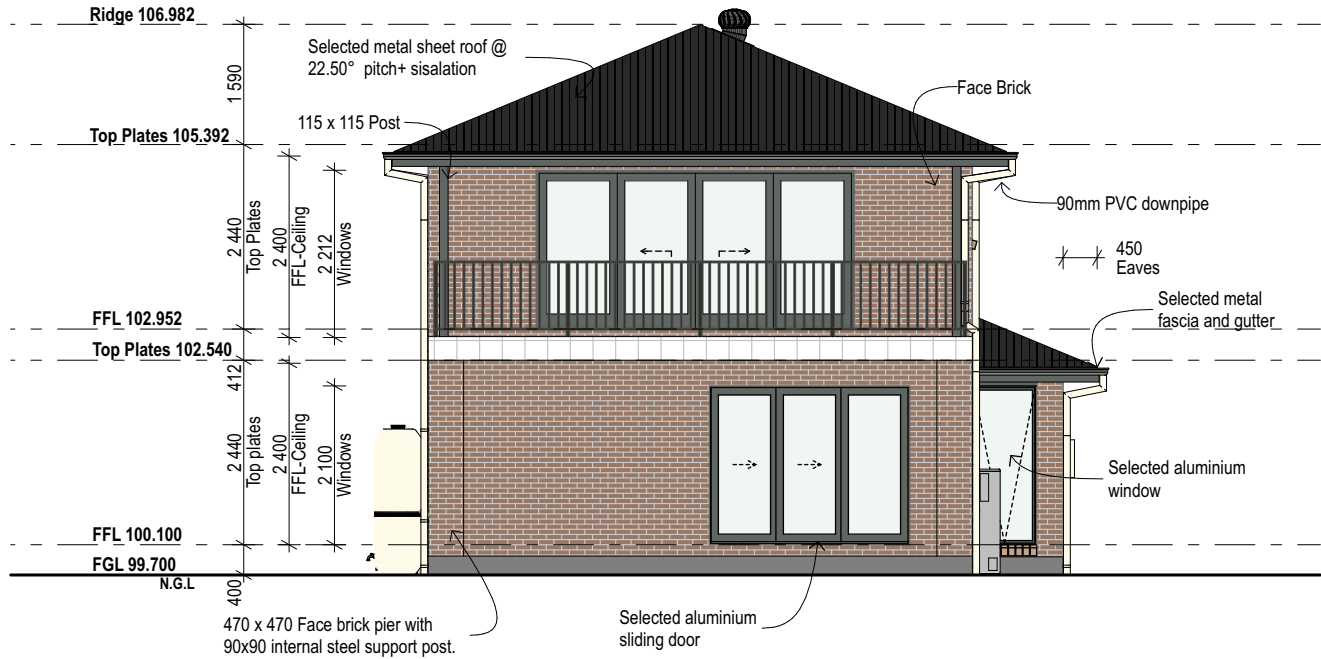 Ridge 106.982
Selected metal sheet roof @
22.50° pitch+ sisalation
Face Brick
1 590
115 x 115 Post
Top Plates 105.392
90mm PVC downpipe
2 440
Top Plates
2 400
FFL-Ceiling
2 212
Windows
450
Eaves
Selected metal
fascia and gutter
FFL 102.952
Top Plates 102.540
412
2 440
Top plates
2 400
FFL-Ceiling
2 100
Windows
Selected aluminium
window
FFL 100.100
FGL 99.700
N.G.L
400
470 x 470 Face brick pier with
90x90 internal steel support post.
Selected aluminium
sliding door